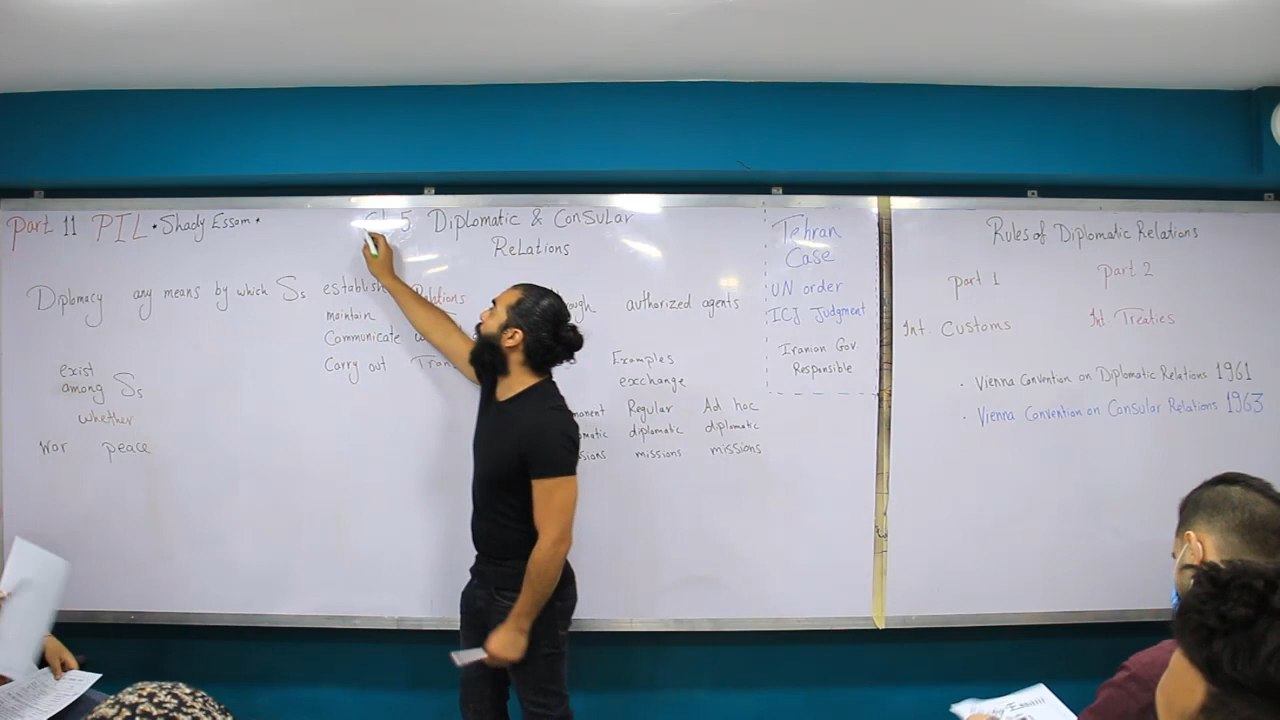 Part 11 PIL • Shady Essam •
5 Diplomatic & Consular
Relations
Diplomacy any means by which Ss establish Relations
maintain
Communicate
Carry out
authorized agents
exist
among Ss
whether
War peace
Examples
exchange
Regular Ad hoc
diplomatic diplomatic
missions missions
Tehran
Case
UN order
ICJ Judgment
Iranian Gov
Responsible
Rules of Diplomatic Relations
part 1 part 2
Int Customs Int Treaties
• Vienna Convention on Diplomatic Relations 1961
• Vienna Convention on Consular Relations 1963